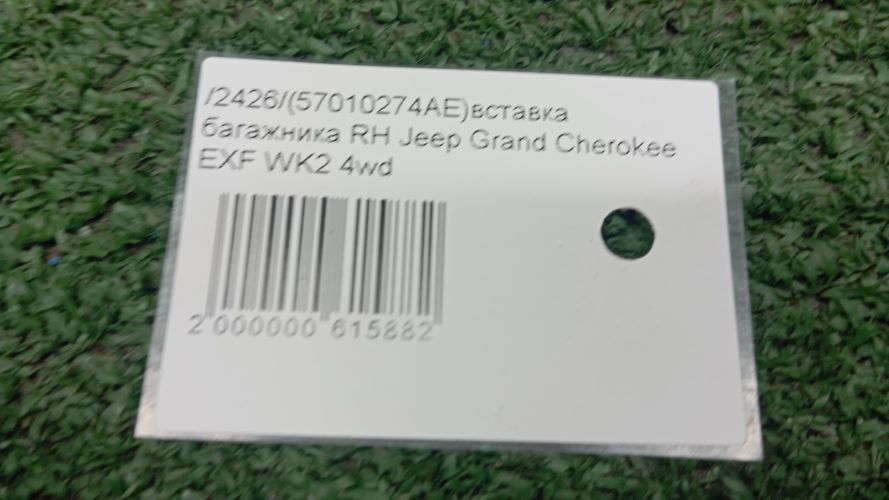 /2426/(57010274AE)вставка
багажника RH Jeep Grand Cherokee
EXF WK2 4wd
2 000000 615882